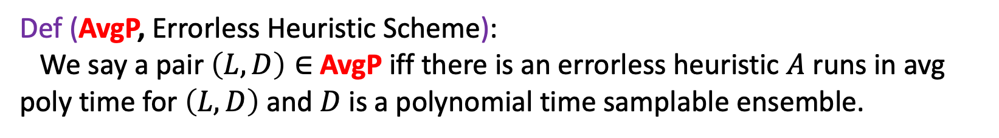 Def (AvgP, Errorless Heuristic Scheme):
We say a pair (L, D) ∈ AvgP iff there is an errorless heuristic A runs in avg
poly time for (L, D) and D is a polynomial time samplable ensemble.